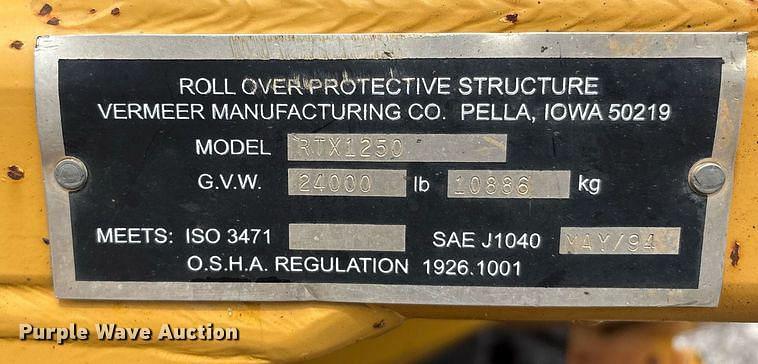 ROLL OVER PROTECTIVE STRUCTURE
VERMEER MANUFACTURING CO. PELLA, IOWA 50219
MODEL RTX1250
G.V.W. 24000 lb 10886 kg
MEETS: ISO 3471 SAE J1040 MAY/94
O.S.H.A. REGULATION 1926.1001
Purple Wave Auction